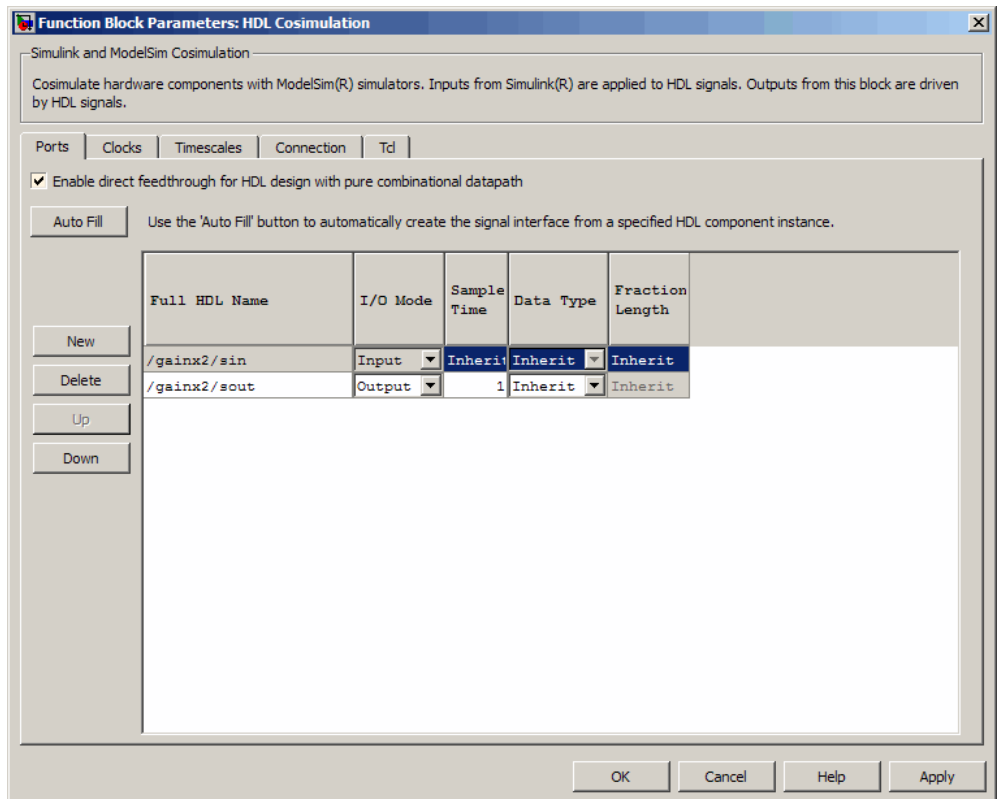 Function Block Parameters: HDL Cosimulation
Simulink and ModelSim Cosimulation
Cosimulate hardware components with ModelSim(R) simulators. Inputs from Simulink(R) are applied to HDL signals. Outputs from this block are driven
by HDL signals.
Ports Clocks Timescales Connection Tcl
Enable direct feedthrough for HDL design with pure combinational datapath
Auto Fill Use the 'Auto Fill' button to automatically create the signal interface from a specified HDL component instance.
Full HDL Name I/O Mode Sample Time Data Type Fraction Length
New
/gainx2/sin Input Inherit Inherit Inherit
Delete
/gainx2/sout Output 1 Inherit Inherit
Up
Down
OK Cancel Help Apply